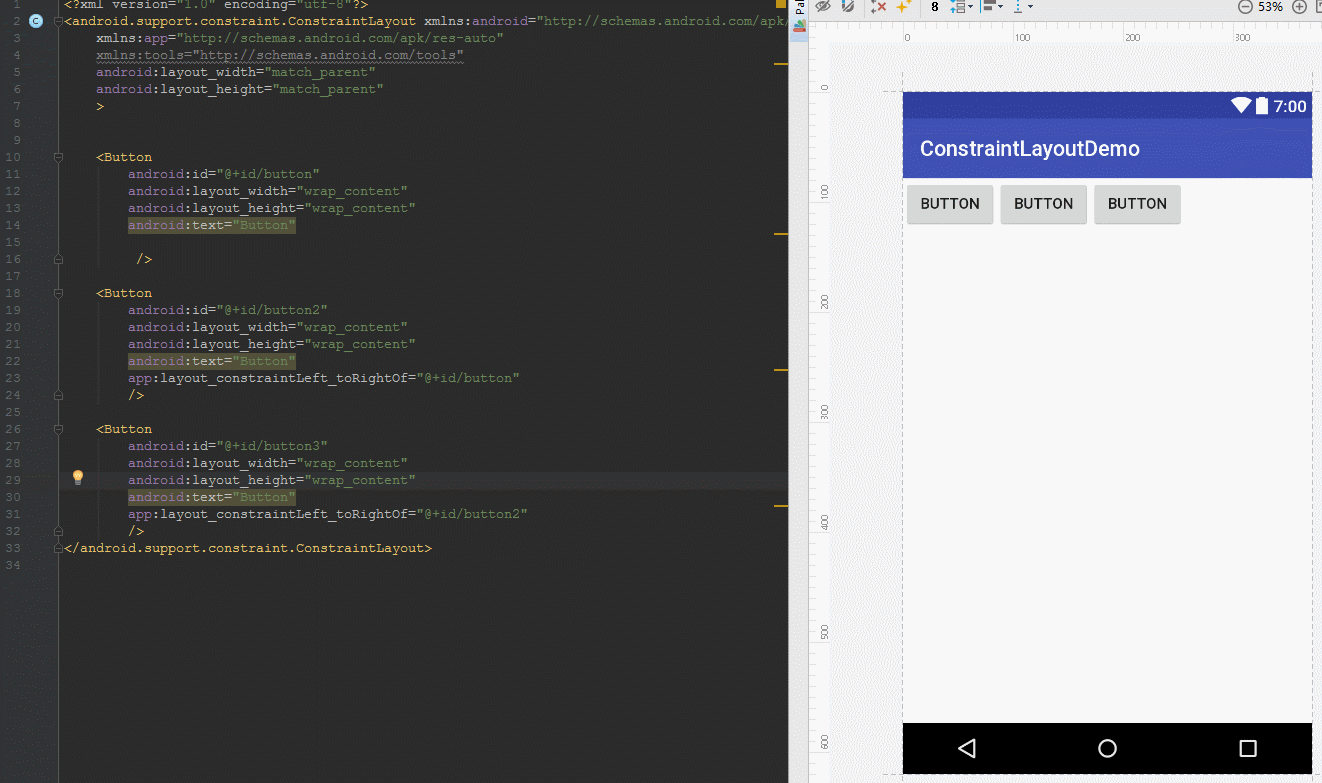 1 <?xml version="1.0" encoding="utf-8"?>
2 <android.support.constraint.ConstraintLayout xmlns:android="http://schemas.android.com/apk/
3 xmlns:app="http://schemas.android.com/apk/res-auto"
4 xmlns:tools="http://schemas.android.com/tools"
5 android:layout_width="match_parent"
6 android:layout_height="match_parent"
7 >
8
9
10 <Button
11 android:id="@+id/button"
12 android:layout_width="wrap_content"
13 android:layout_height="wrap_content"
14 android:text="Button"
15
16 />
17
18 <Button
19 android:id="@+id/button2"
20 android:layout_width="wrap_content"
21 android:layout_height="wrap_content"
22 android:text="Button"
23 app:layout_constraintLeft_toRightOf="@+id/button"
24 />
25
26 <Button
27 android:id="@+id/button3"
28 android:layout_width="wrap_content"
29 android:layout_height="wrap_content"
30 android:text="Button"
31 app:layout_constraintLeft_toRightOf="@+id/button2"
32 />
33 </android.support.constraint.ConstraintLayout>
34
C
Pal
8 53%
0 100 200 300
0
100
200
300
400
500
600
7:00
ConstraintLayoutDemo
BUTTON BUTTON BUTTON